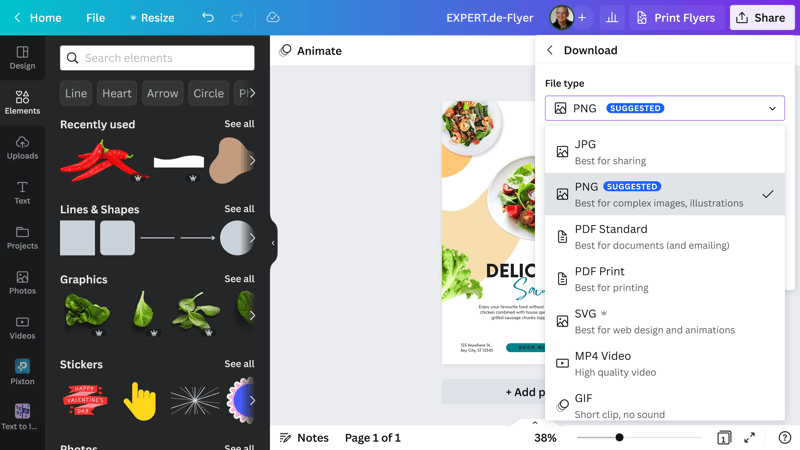 Home
File
Resize
EXPERT.de-Flyer
+
Print Flyers
Share
Design
Elements
Uploads
Text
Projects
Photos
Videos
Pixton
Text to I...
Search elements
Line
Heart
Arrow
Circle
Recently used
See all
Lines & Shapes
See all
Graphics
See all
Stickers
See all
HAPPY
VALENTINE'S
DAY
Photos
See all
Animate
DELIC
Enjoy your favourite food without
chicken combined with house spe
grilled sausage chunks hap
123 Anywhere St.,
Any City, ST 12345
+ Add p
Notes
Page 1 of 1
38%
1
Download
File type
PNG SUGGESTED
JPG
Best for sharing
PNG SUGGESTED
Best for complex images, illustrations
PDF Standard
Best for documents (and emailing)
PDF Print
Best for printing
SVG
Best for web design and animations
MP4 Video
High quality video
GIF
Short clip, no sound